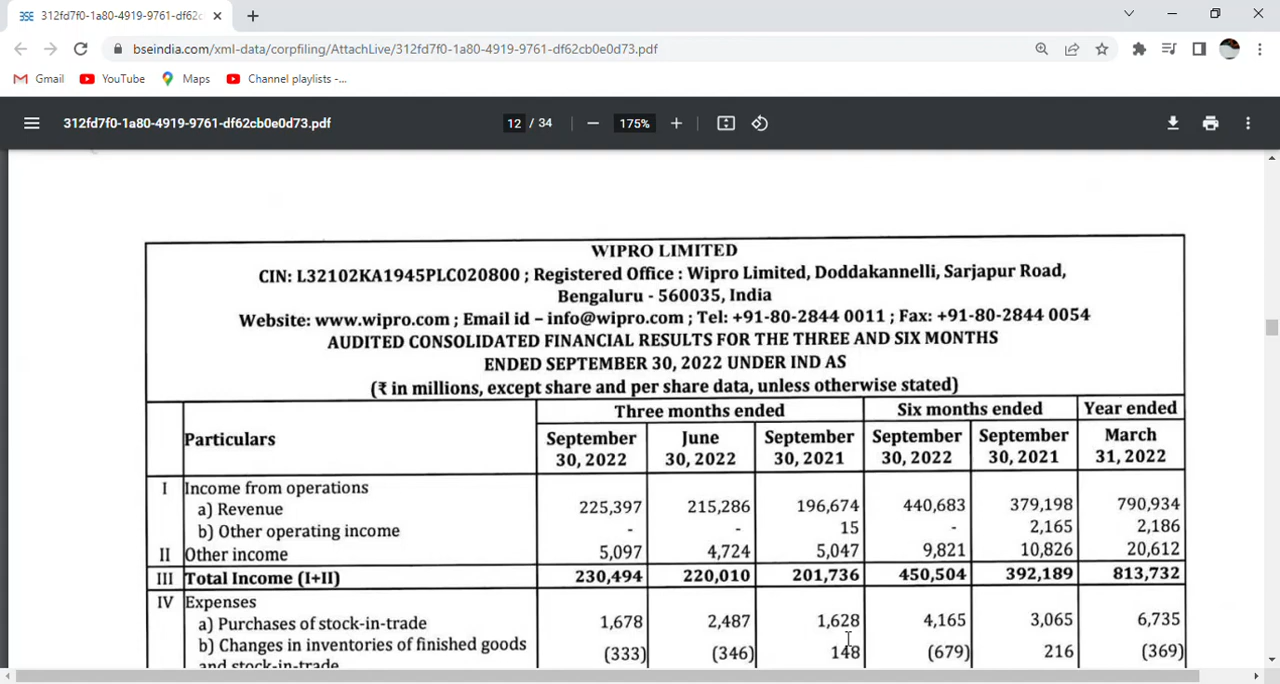 312fd7f0-1a80-4919-9761-df62c
bseindia.com/xml-data/corpfiling/AttachLive/312fd7f0-1a80-4919-9761-df62cb0e0d73.pdf
Gmail YouTube Maps Channel playlists -...
312fd7f0-1a80-4919-9761-df62cb0e0d73.pdf 12 / 34 175%
WIPRO LIMITED
CIN: L32102KA1945PLC020800 ; Registered Office : Wipro Limited, Doddakannelli, Sarjapur Road,
Bengaluru - 560035, India
Website: www.wipro.com ; Email id – info@wipro.com ; Tel: +91-80-2844 0011 ; Fax: +91-80-2844 0054
AUDITED CONSOLIDATED FINANCIAL RESULTS FOR THE THREE AND SIX MONTHS
ENDED SEPTEMBER 30, 2022 UNDER IND AS
(₹ in millions, except share and per share data, unless otherwise stated)
Three months ended Six months ended Year ended
Particulars September June September September September March
30, 2022 30, 2022 30, 2021 30, 2022 30, 2021 31, 2022
I Income from operations
a) Revenue 225,397 215,286 196,674 440,683 379,198 790,934
b) Other operating income - - 15 - 2,165 2,186
II Other income 5,097 4,724 5,047 9,821 10,826 20,612
III Total Income (I+II) 230,494 220,010 201,736 450,504 392,189 813,732
IV Expenses
a) Purchases of stock-in-trade 1,678 2,487 1,628 4,165 3,065 6,735
b) Changes in inventories of finished goods (333) (346) 148 (679) 216 (369)
and stock-in-trade